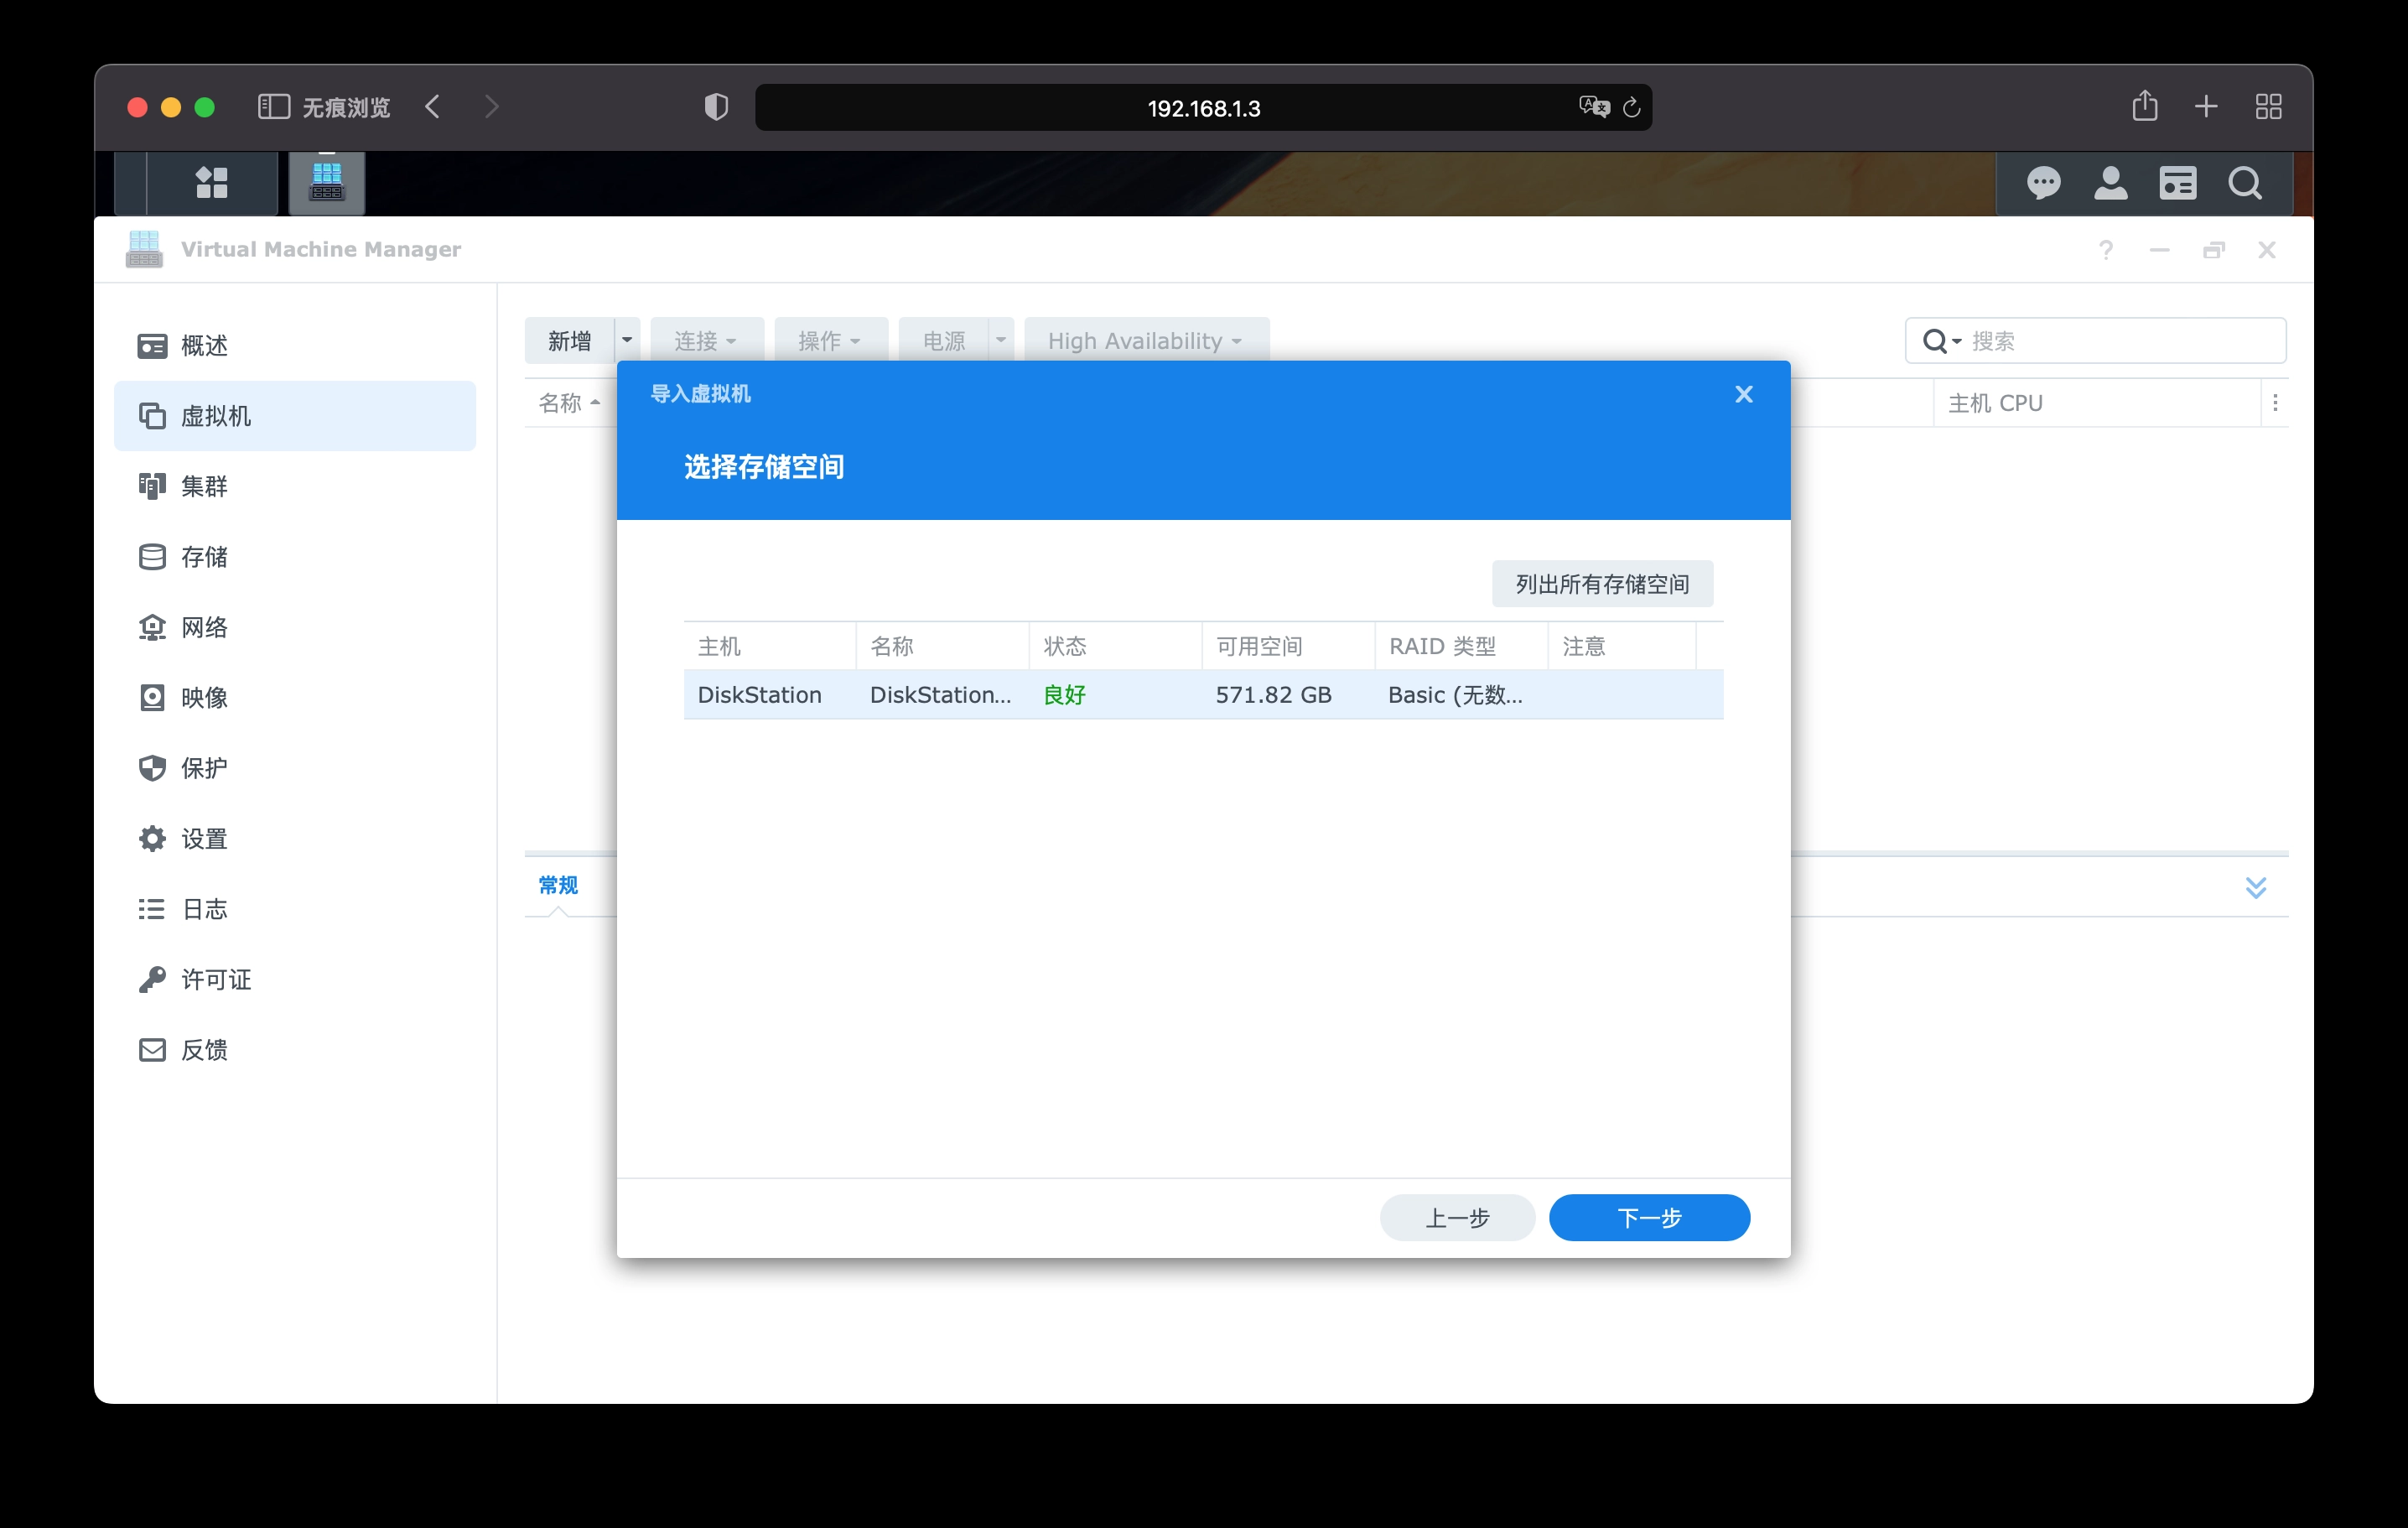 无痕浏览
192.168.1.3
Virtual Machine Manager
概述
虚拟机
集群
存储
网络
映像
保护
设置
日志
许可证
反馈
新增 连接 操作 电源 High Availability 搜索
名称 主机 CPU
导入虚拟机
选择存储空间
列出所有存储空间
主机 名称 状态 可用空间 RAID 类型 注意
DiskStation DiskStation... 良好 571.82 GB Basic (无数...
常规
上一步 下一步